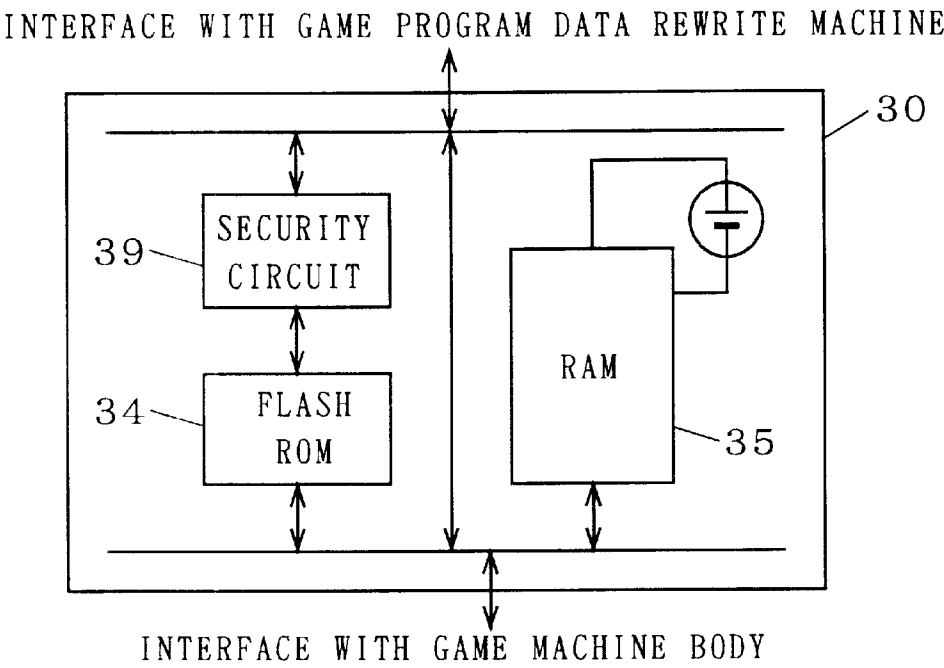 INTERFACE WITH GAME PROGRAM DATA REWRITE MACHINE
30
SECURITY
CIRCUIT
39
RAM
FLASH
ROM
34
35
INTERFACE WITH GAME MACHINE BODY